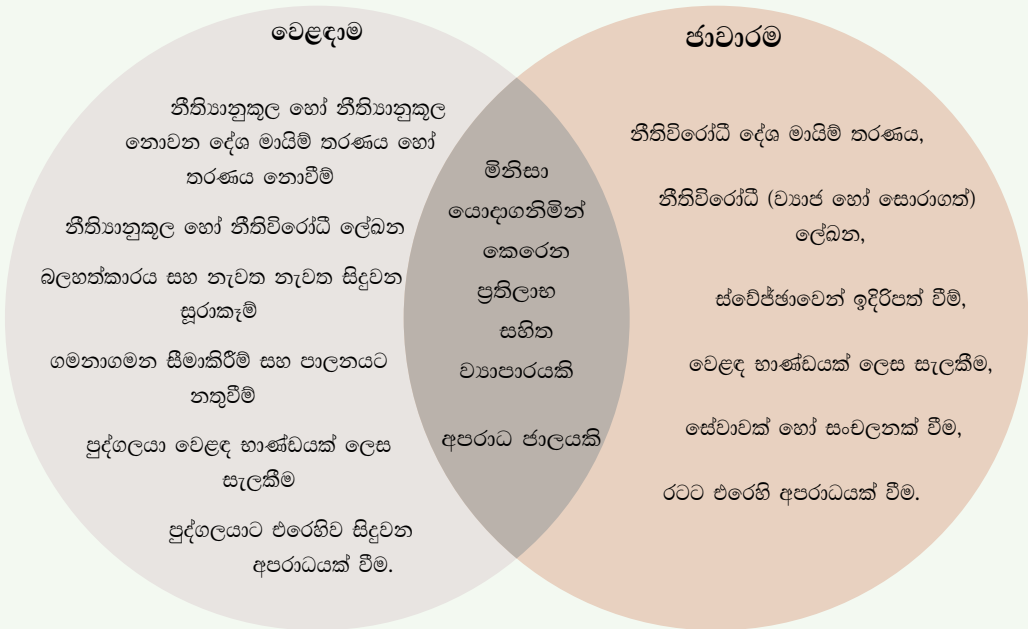 වෙළඳාම
නීත්‍යානුකූල හෝ නීත්‍යානුකූල
නොවන දේශ මායිම් තරණය හෝ
තරණය නොවීම්
නීත්‍යානුකූල හෝ නීතිවිරෝධී ලේඛන
බලහත්කාරය සහ නැවත නැවත සිදුවන
සූරාකෑම්
ගමනාගමන සීමාකිරීම් සහ පාලනයට
නතුවීම්
පුද්ගලයා වෙළඳ භාණ්ඩයක් ලෙස
සැලකීම
පුද්ගලයාට එරෙහිව සිදුවන
අපරාධයක් වීම.
මිනිසා
යොදාගනිමින්
කෙරෙන
ප්‍රතිලාභ
සහිත
ව්‍යාපාරයකි
අපරාධ ජාලයකි
ජාවාරම
නීතිවිරෝධී දේශ මායිම් තරණය,
නීතිවිරෝධී (ව්‍යාජ හෝ සොරාගත්)
ලේඛන,
ස්වේජ්ඡාවෙන් ඉදිරිපත් වීම්,
වෙළඳ භාණ්ඩයක් ලෙස සැලකීම,
සේවාවක් හෝ සංචලනක් වීම,
රටට එරෙහි අපරාධයක් වීම.